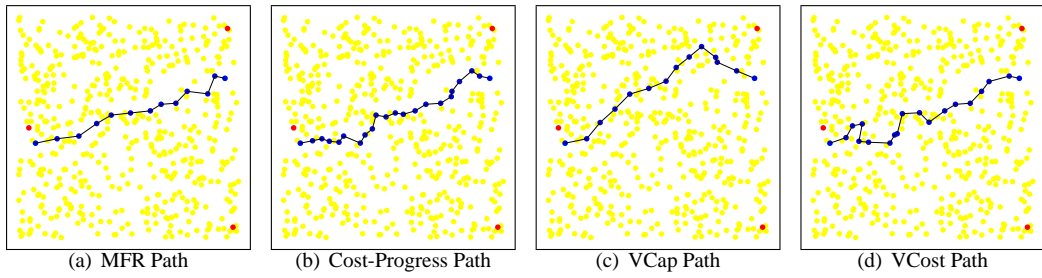 (a) MFR Path
(b) Cost-Progress Path
(c) VCap Path
(d) VCost Path